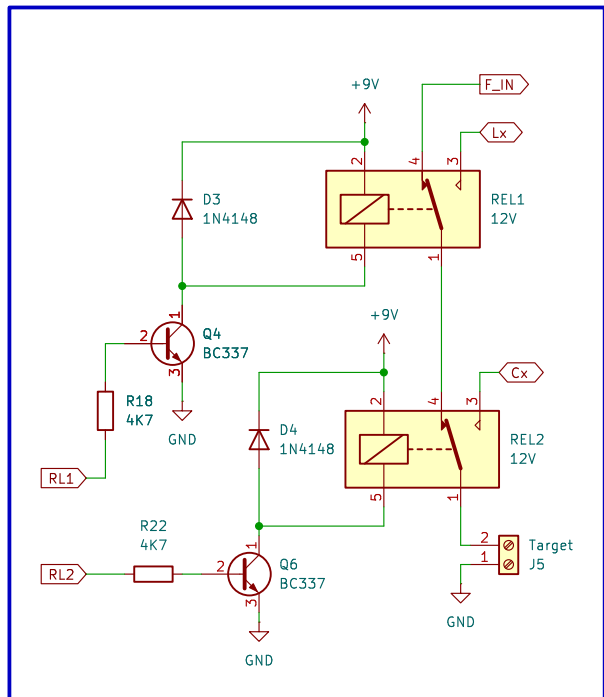 +9V
F_IN
Lx
2
4
3
D3
1N4148
REL1
12V
5
1
1
+9V
2
Q4
BC337
3
Cx
2
4
3
R18
4K7
GND
D4
1N4148
REL2
12V
RL1
5
1
R22
4K7
1
2
Target
1
J5
RL2
2
Q6
BC337
3
GND
GND